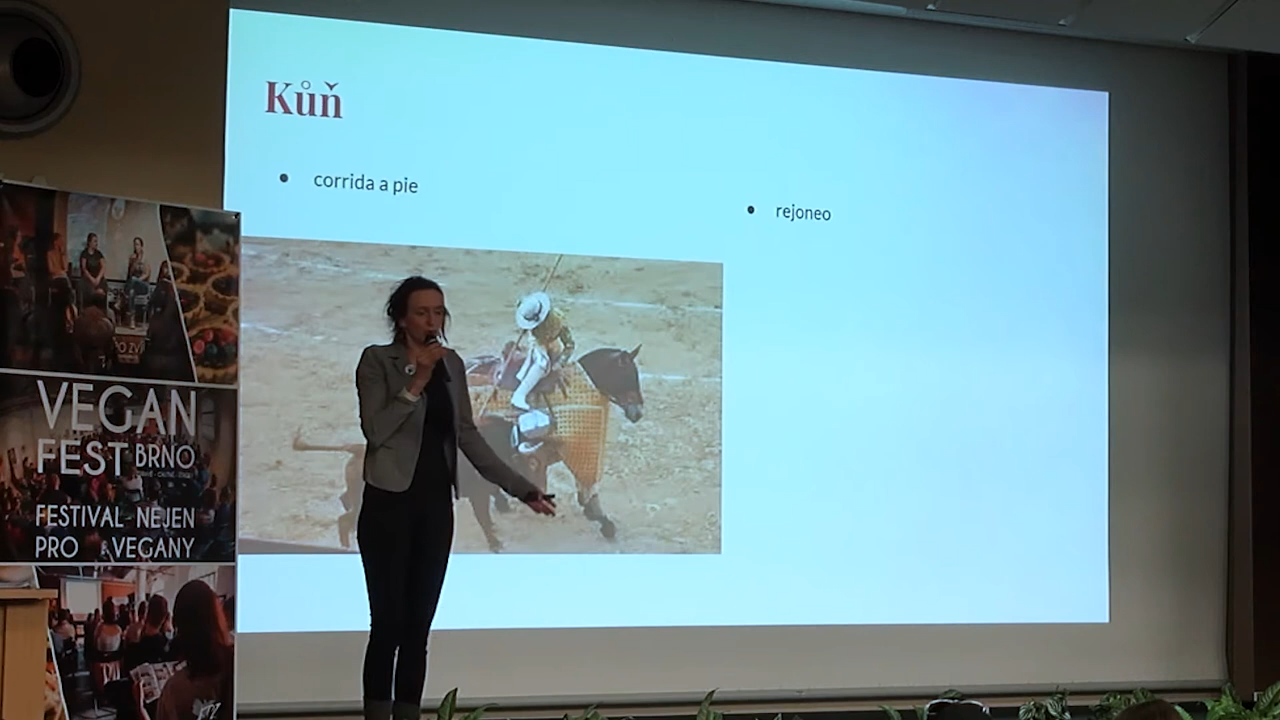 Kůň
corrida a pie
rejoneo
VEGAN
FEST BRNO
FESTIVAL NEJEN
PRO VEGANY